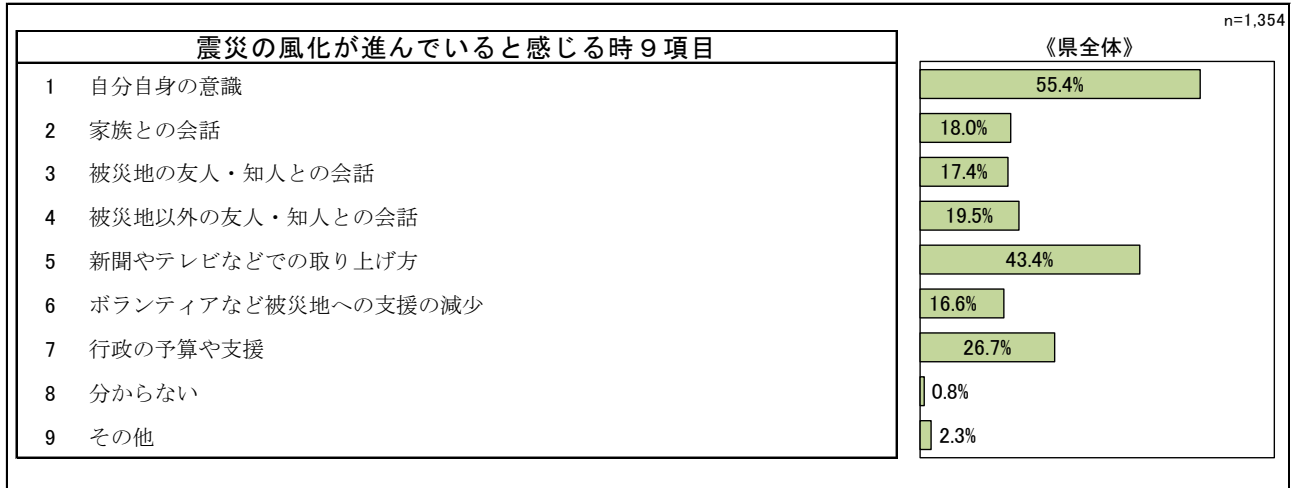 n=1,354
震災の風化が進んでいると感じる時９項目 《県全体》
1 自分自身の意識 55.4%
2 家族との会話 18.0%
3 被災地の友人・知人との会話 17.4%
4 被災地以外の友人・知人との会話 19.5%
5 新聞やテレビなどでの取り上げ方 43.4%
6 ボランティアなど被災地への支援の減少 16.6%
7 行政の予算や支援 26.7%
8 分からない 0.8%
9 その他 2.3%